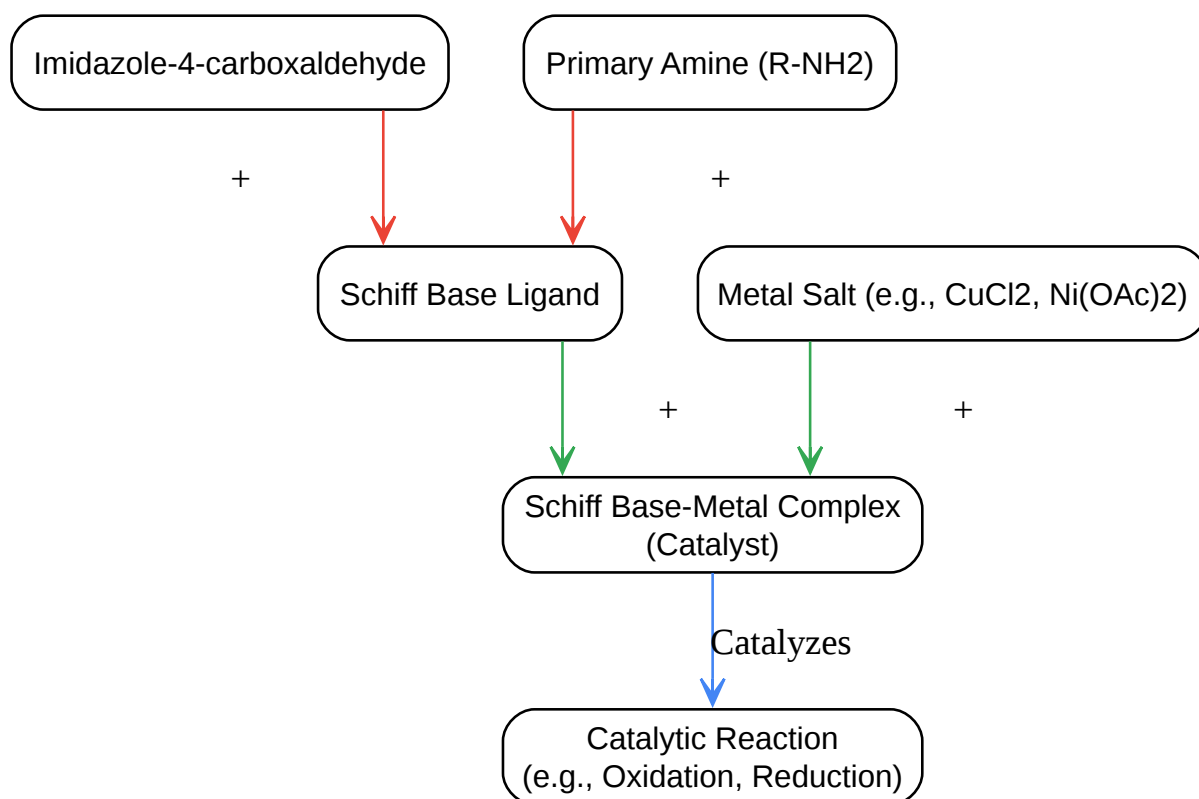 Imidazole-4-carboxaldehyde
Primary Amine (R-NH2)
+
+
Schiff Base Ligand
Metal Salt (e.g., CuCl2, Ni(OAc)2)
+
+
Schiff Base-Metal Complex
(Catalyst)
Catalyzes
Catalytic Reaction
(e.g., Oxidation, Reduction)